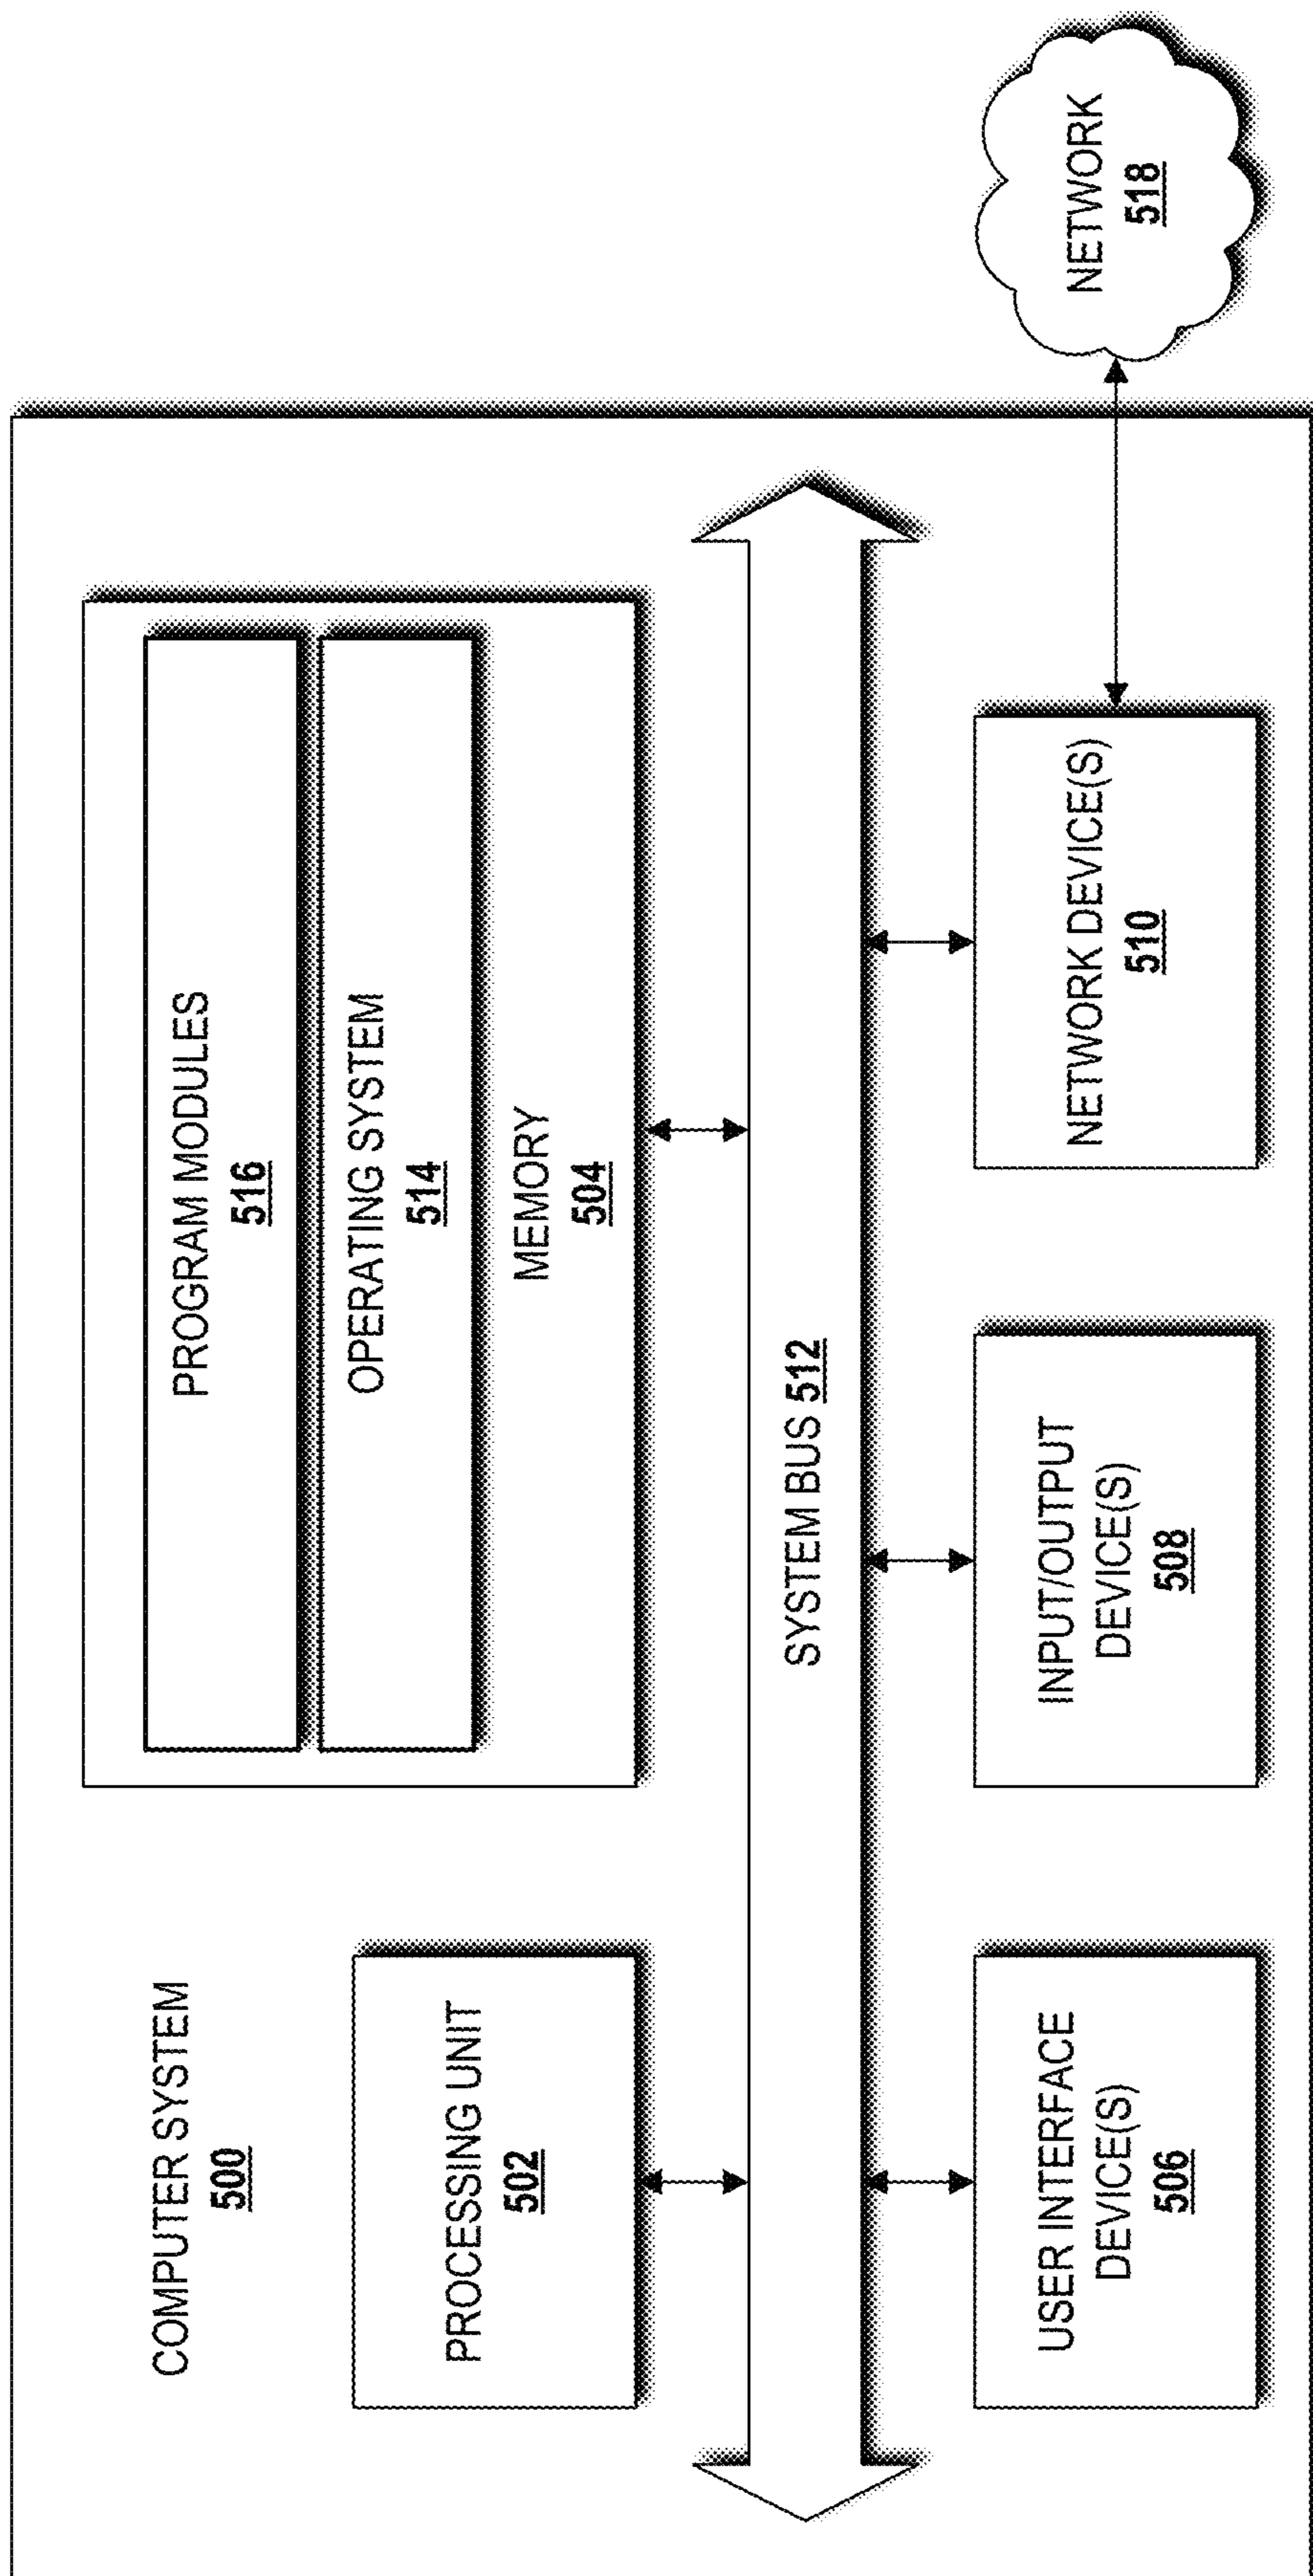 COMPUTER SYSTEM
500
PROCESSING UNIT
502
PROGRAM MODULES
516
OPERATING SYSTEM
514
MEMORY
504
SYSTEM BUS 512
USER INTERFACE
DEVICE(S)
506
INPUT/OUTPUT
DEVICE(S)
508
NETWORK DEVICE(S)
510
NETWORK
518